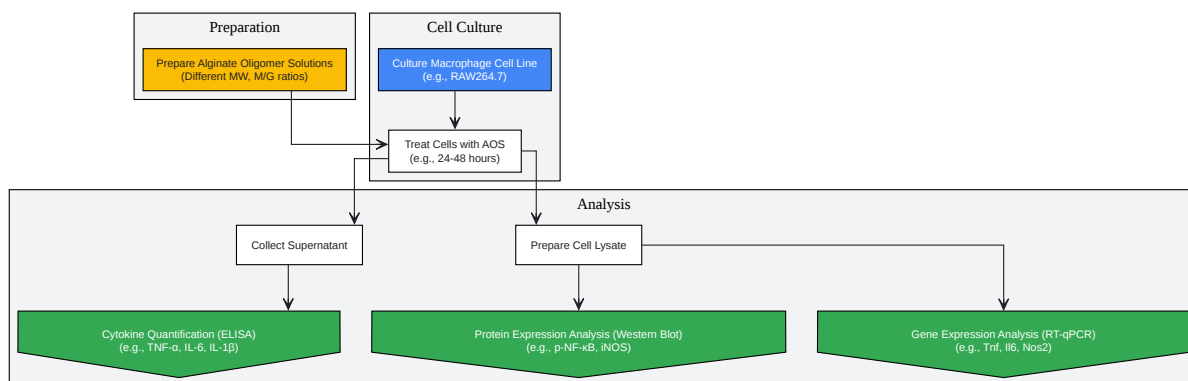 Preparation
Cell Culture
Prepare Alginate Oligomer Solutions
(Different MW, M/G ratios)
Culture Macrophage Cell Line
(e.g., RAW264.7)
Treat Cells with AOS
(e.g., 24-48 hours)
Analysis
Collect Supernatant
Prepare Cell Lysate
Cytokine Quantification (ELISA)
(e.g., TNF-α, IL-6, IL-1β)
Protein Expression Analysis (Western Blot)
(e.g., p-NF-κB, iNOS)
Gene Expression Analysis (RT-qPCR)
(e.g., Tnf, Il6, Nos2)